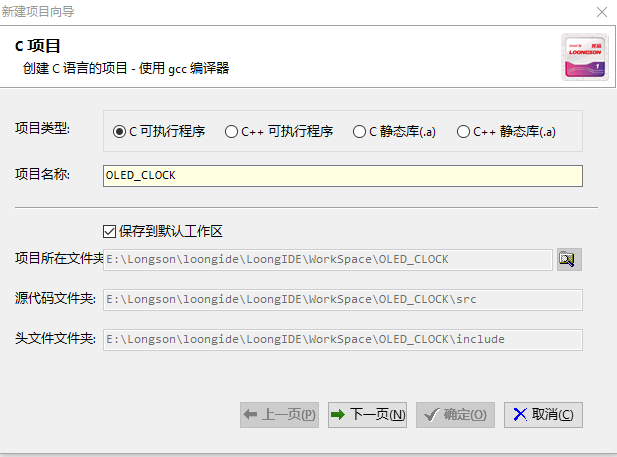 新建项目向导
C 项目
创建 C 语言的项目 - 使用 gcc 编译器
LOONGSON
项目类型:
C 可执行程序 C++ 可执行程序 C 静态库(.a) C++ 静态库(.a)
项目名称:
OLED_CLOCK
保存到默认工作区
项目所在文件夹
E:\Longson\loongide\LoongIDE\WorkSpace\OLED_CLOCK
源代码文件夹:
E:\Longson\loongide\LoongIDE\WorkSpace\OLED_CLOCK\src
头文件文件夹:
E:\Longson\loongide\LoongIDE\WorkSpace\OLED_CLOCK\include
上一页(P) 下一页(N) 确定(O) 取消(C)